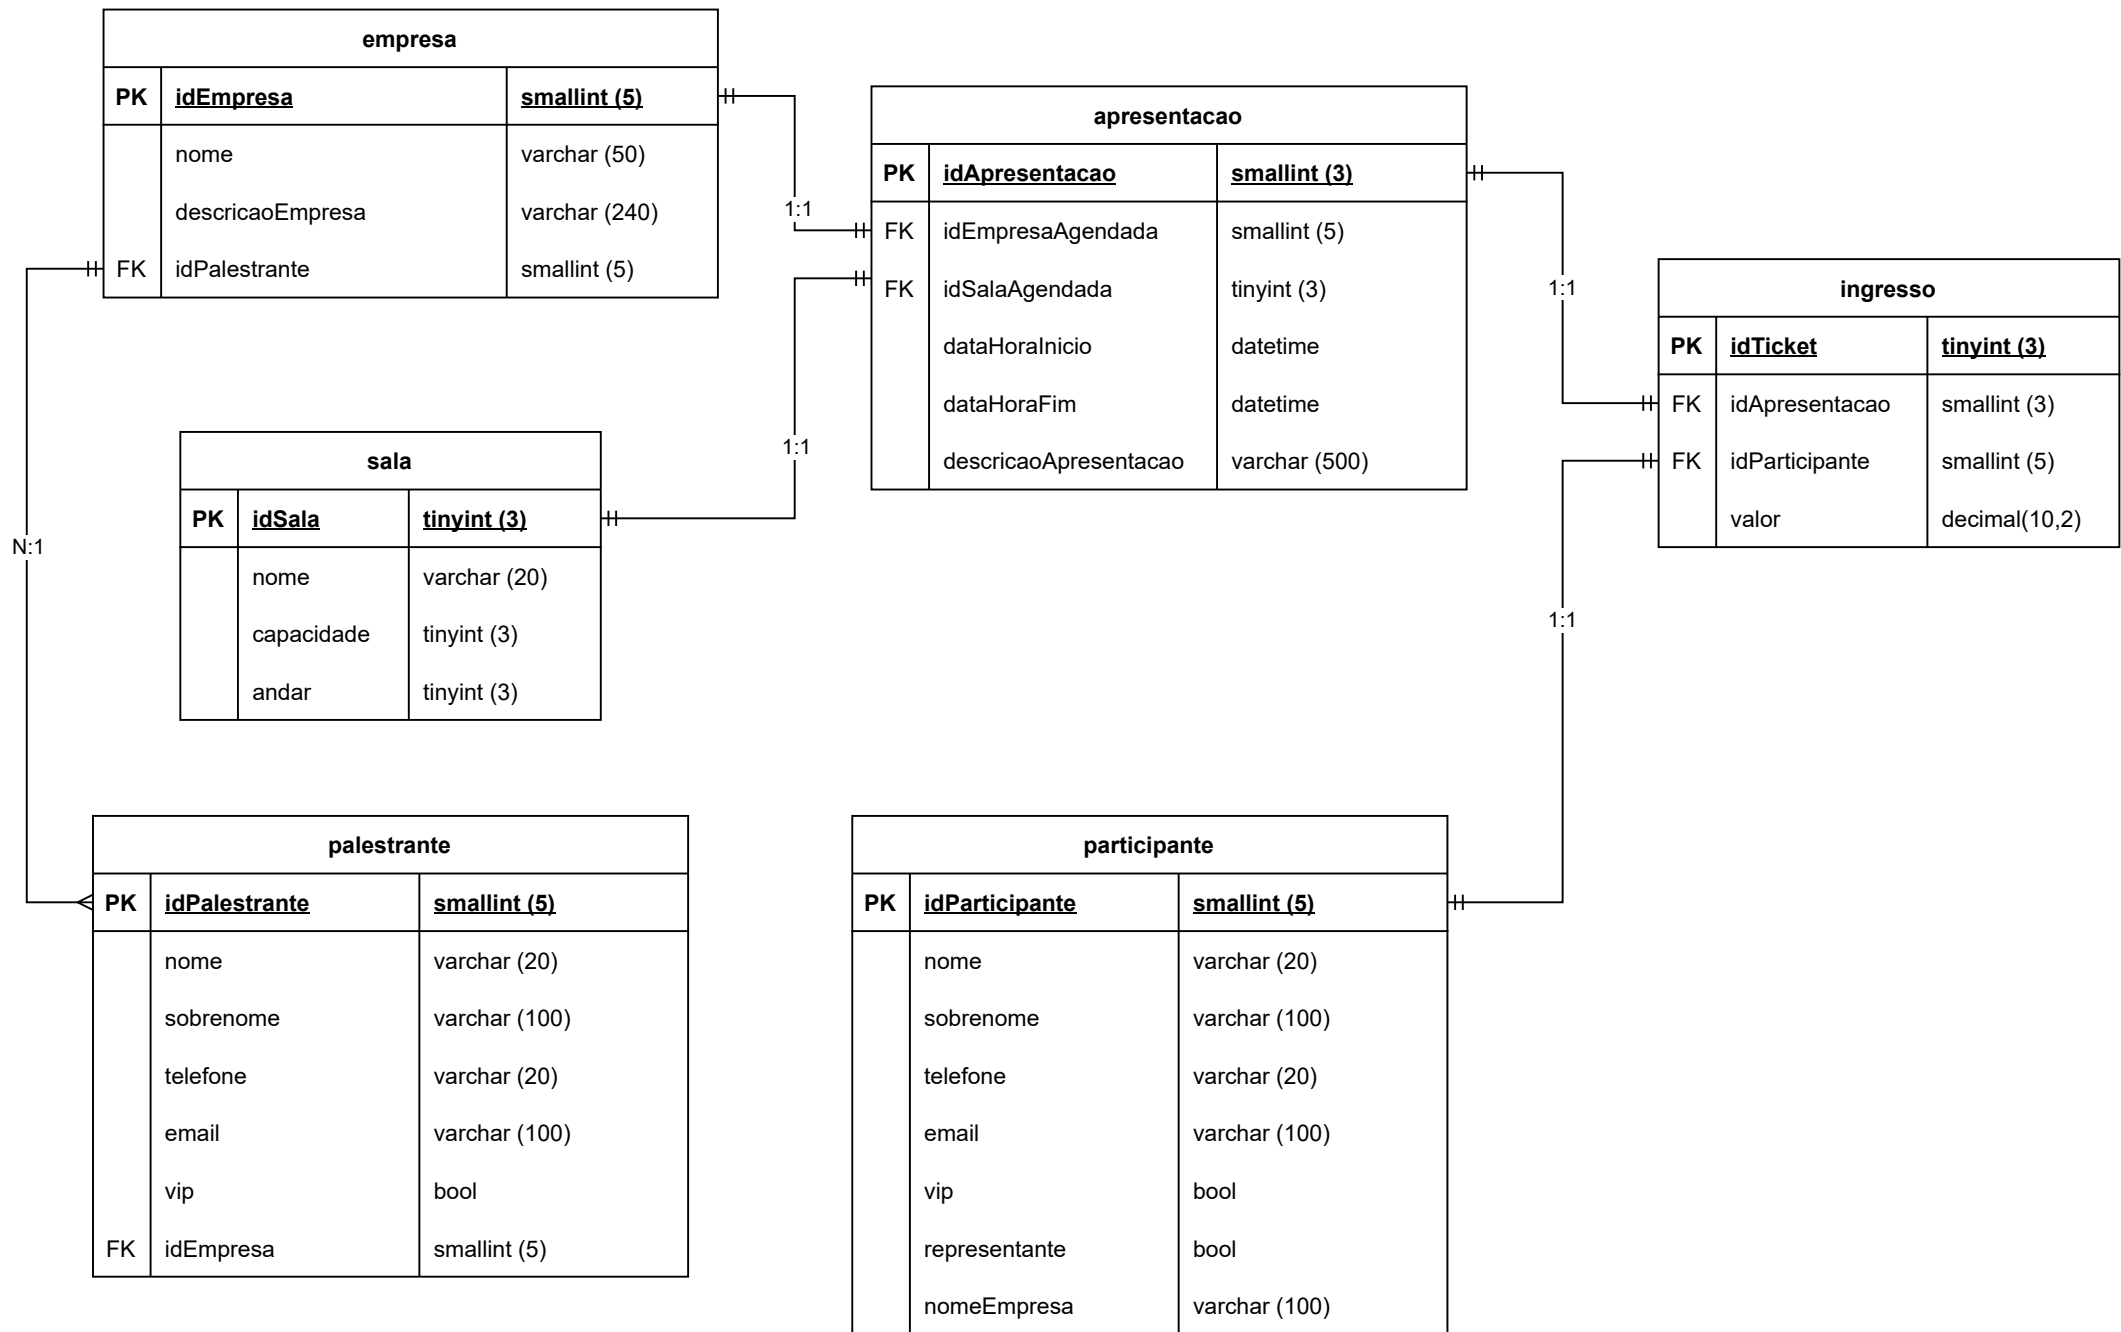 empresa
PK idEmpresa smallint (5)
nome varchar (50)
descricaoEmpresa varchar (240)
FK idPalestrante smallint (5)
1:1
apresentacao
PK idApresentacao smallint (3)
FK idEmpresaAgendada smallint (5)
FK idSalaAgendada tinyint (3)
dataHoraInicio datetime
dataHoraFim datetime
descricaoApresentacao varchar (500)
1:1
ingresso
PK idTicket tinyint (3)
FK idApresentacao smallint (3)
FK idParticipante smallint (5)
valor decimal(10,2)
sala
PK idSala tinyint (3)
nome varchar (20)
capacidade tinyint (3)
andar tinyint (3)
1:1
N:1
1:1
palestrante
PK idPalestrante smallint (5)
nome varchar (20)
sobrenome varchar (100)
telefone varchar (20)
email varchar (100)
vip bool
FK idEmpresa smallint (5)
participante
PK idParticipante smallint (5)
nome varchar (20)
sobrenome varchar (100)
telefone varchar (20)
email varchar (100)
vip bool
representante bool
nomeEmpresa varchar (100)